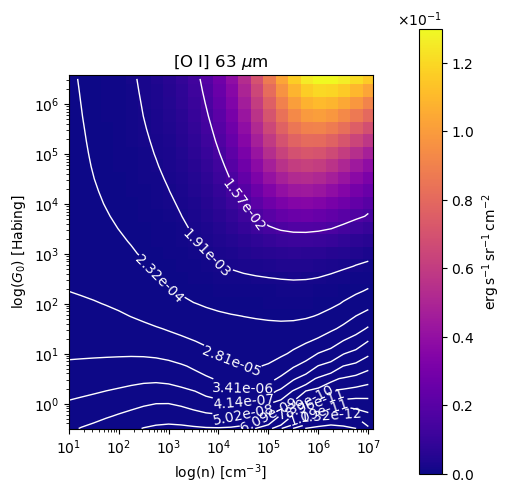 ×10⁻¹
[O I] 63 μm
1.2
10⁶
1.0
10⁵
1.57e-02
0.8
10⁴
log(G₀) [Habing]
erg s⁻¹ sr⁻¹ cm⁻²
1.91e-03
10³
0.6
2.32e-04
10²
0.4
2.81e-05
10¹
3.41e-06
4.14e-07
0.2
10⁰
5.02e-08
10¹ 10² 10³ 10⁴ 10⁵ 10⁶ 10⁷
0.0
log(n) [cm⁻³]